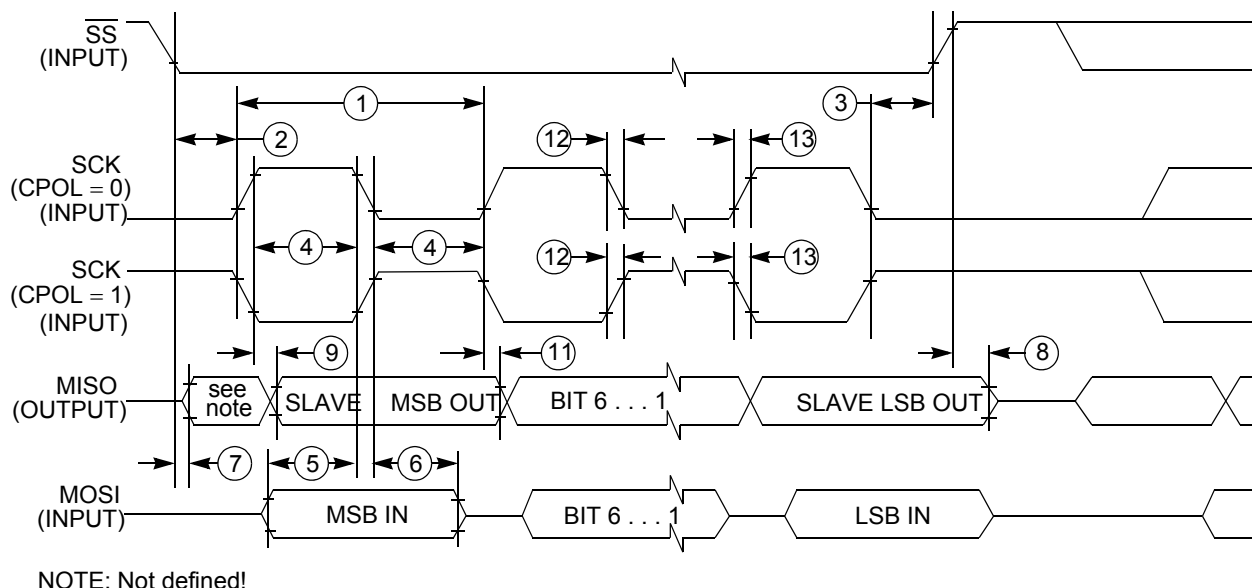 SS
(INPUT)
1
3
2
12
13
SCK
(CPOL = 0)
(INPUT)
4
4
SCK
(CPOL = 1)
(INPUT)
12
13
9
11
8
MISO
(OUTPUT)
see
note
SLAVE
MSB OUT
BIT 6 . . . 1
SLAVE LSB OUT
7
5
6
MOSI
(INPUT)
MSB IN
BIT 6 . . . 1
LSB IN
NOTE: Not defined!